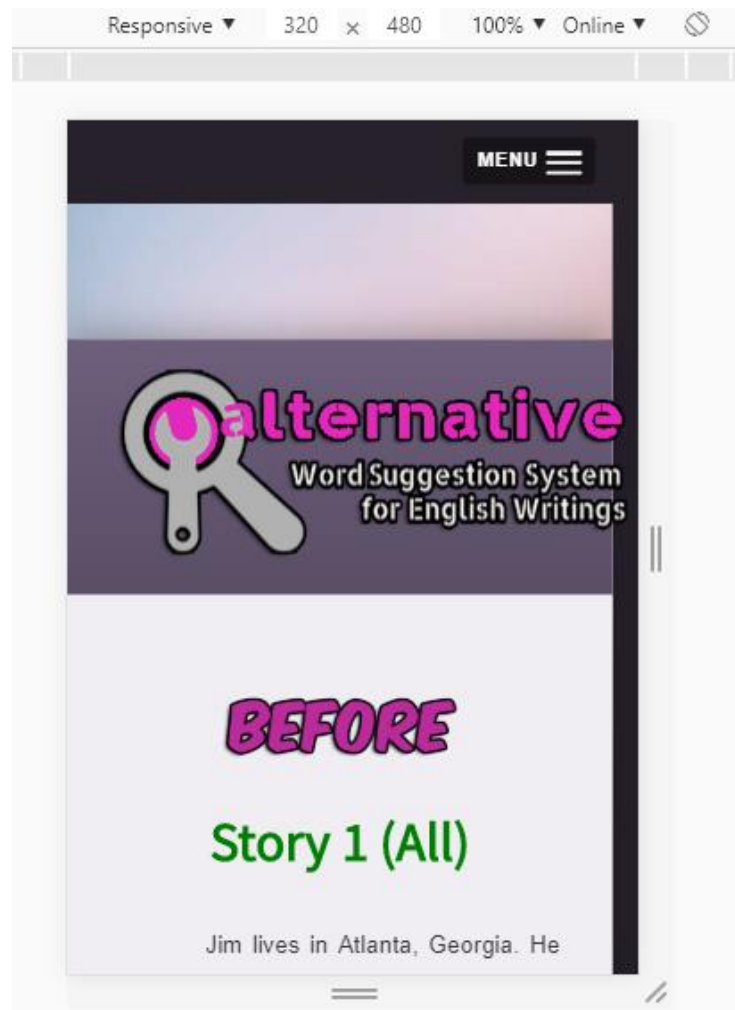 Responsive ▼ 320 × 480 100% ▼ Online ▼
MENU
alternative
Word Suggestion System
for English Writings
BEFORE
Story 1 (All)
Jim lives in Atlanta, Georgia. He